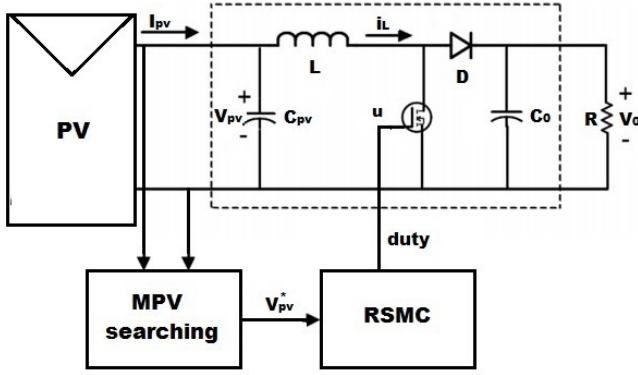 Ipv
iL
L
D
PV
+
Vpv
-
Cpv
u
Co
R
+
Vo
-
duty
MPV
searching
V*pv
RSMC